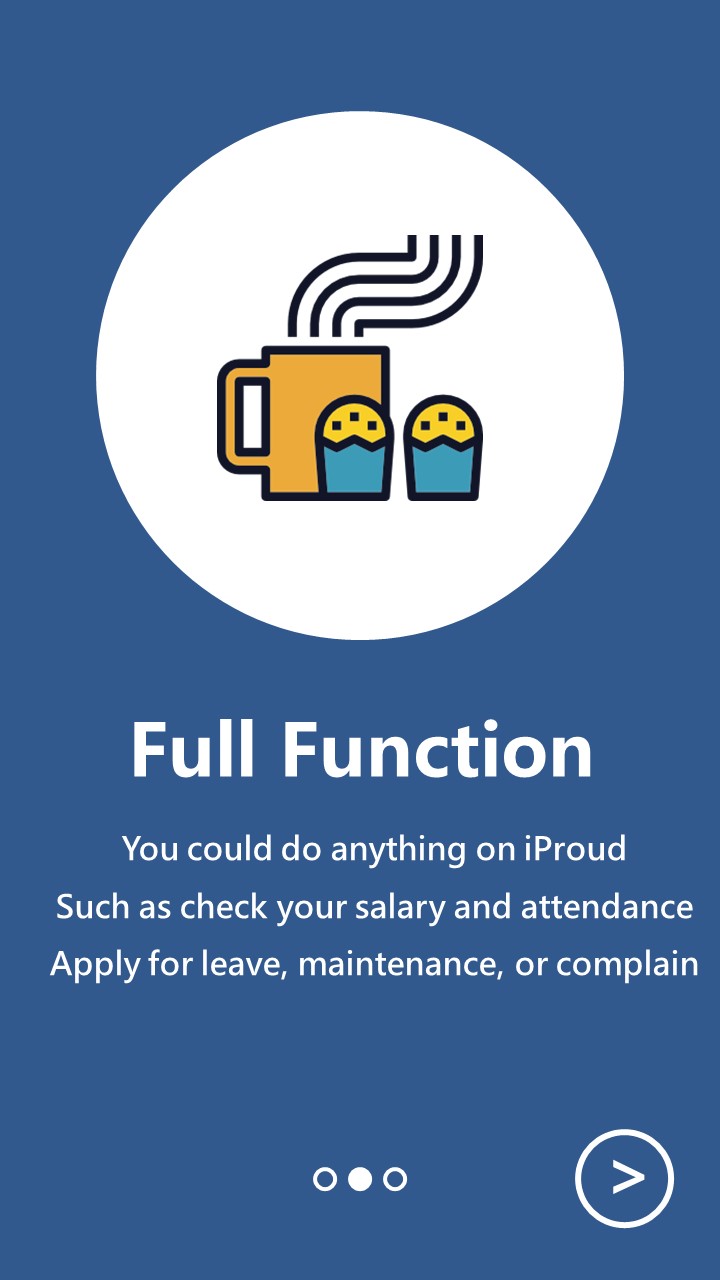 Full Function
You could do anything on iProud
Such as check your salary and attendance
Apply for leave, maintenance, or complain
>